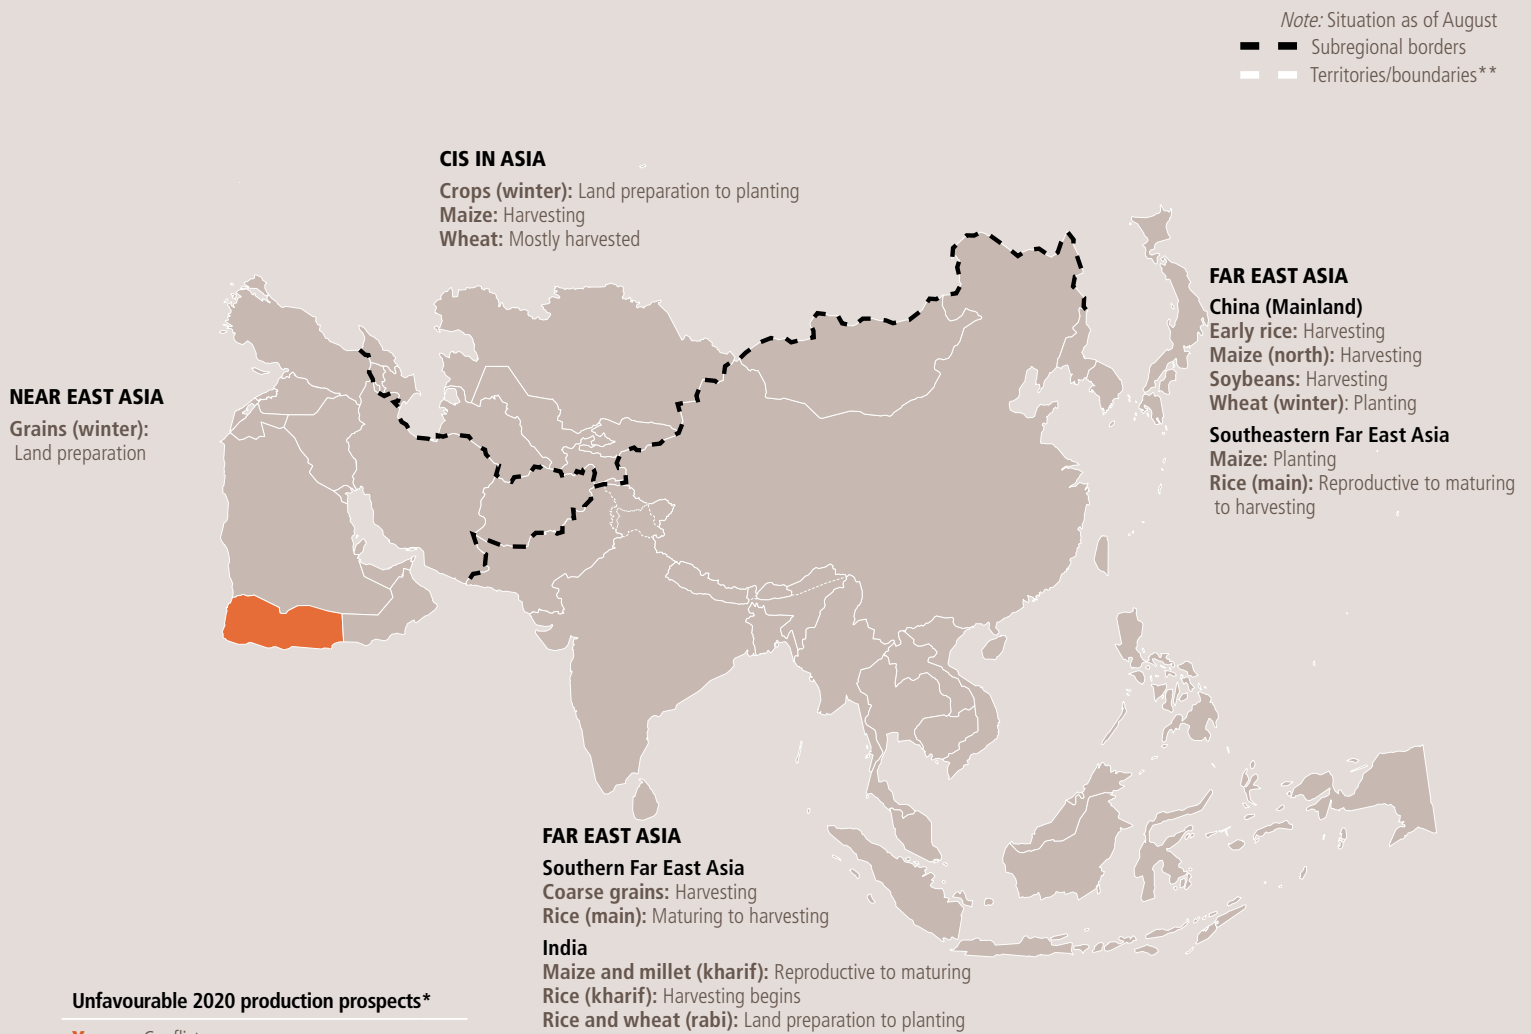 Note: Situation as of August
Subregional borders
Territories/boundaries**
CIS IN ASIA
Crops (winter): Land preparation to planting
Maize: Harvesting
Wheat: Mostly harvested
FAR EAST ASIA
China (Mainland)
Early rice: Harvesting
Maize (north): Harvesting
Soybeans: Harvesting
Wheat (winter): Planting
Southeastern Far East Asia
Maize: Planting
Rice (main): Reproductive to maturing
to harvesting
NEAR EAST ASIA
Grains (winter):
Land preparation
FAR EAST ASIA
Southern Far East Asia
Coarse grains: Harvesting
Rice (main): Maturing to harvesting
India
Maize and millet (kharif): Reproductive to maturing
Rice (kharif): Harvesting begins
Rice and wheat (rabi): Land preparation to planting
Unfavourable 2020 production prospects*